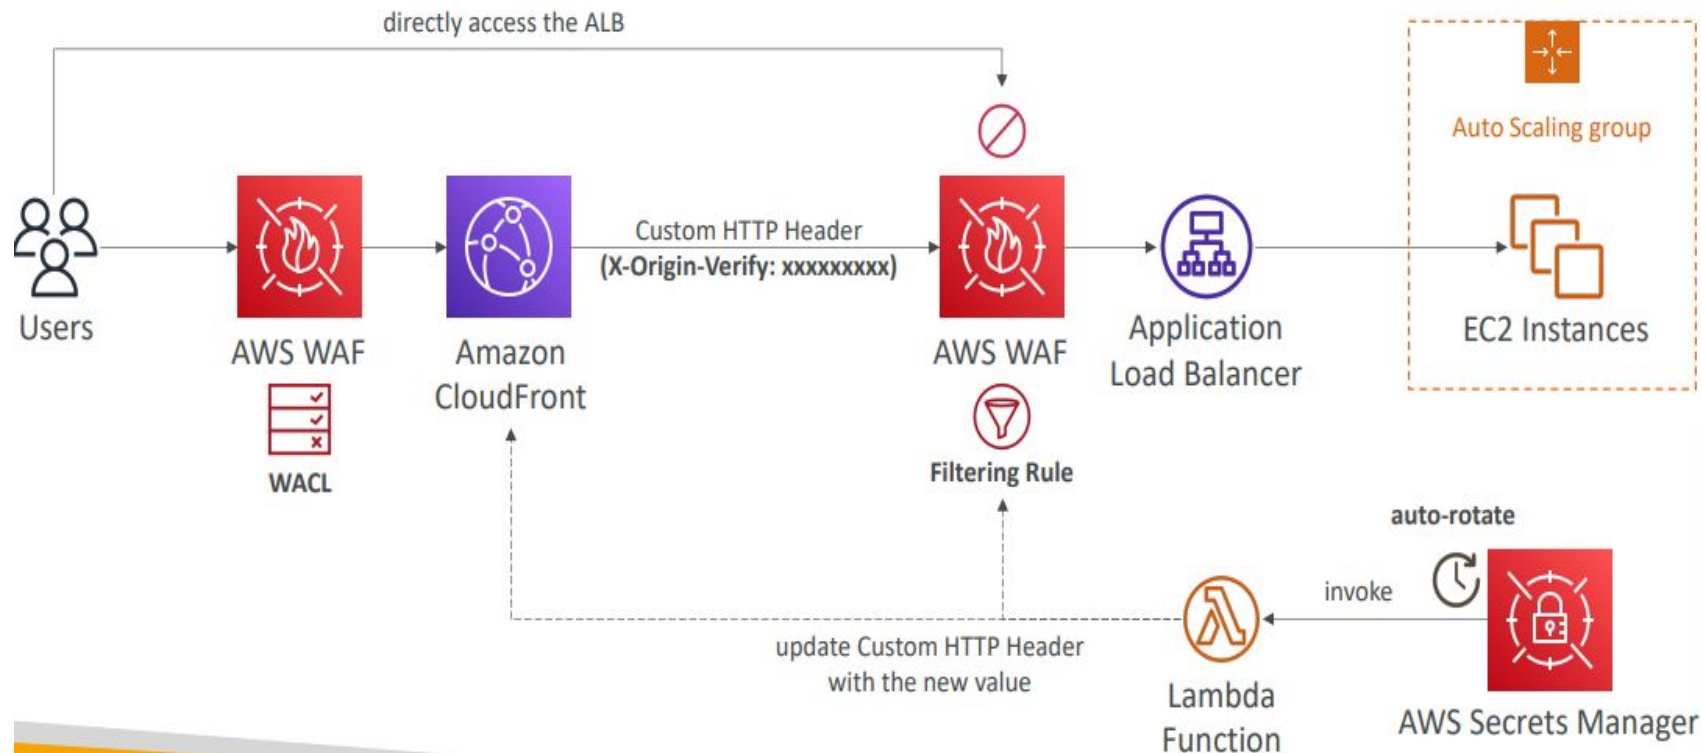 directly access the ALB
Auto Scaling group
Custom HTTP Header
(X-Origin-Verify: xxxxxxxxx)
Users
AWS WAF
Amazon
CloudFront
AWS WAF
Application
Load Balancer
EC2 Instances
WACL
Filtering Rule
auto-rotate
invoke
update Custom HTTP Header
with the new value
Lambda
Function
AWS Secrets Manager